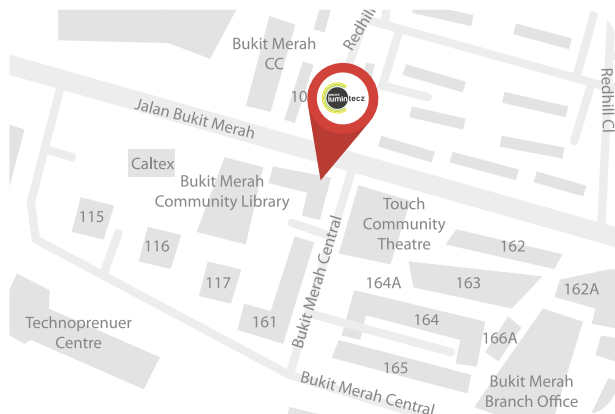 Bukit Merah
CC
Redhill
Redhill Cl
10
lumintecz
Jalan Bukit Merah
Caltex
Bukit Merah
Community Library
Touch
Community
Theatre
115
116
117
161
Bukit Merah Central
162
164A
163
162A
164
166A
165
Technoprenuer
Centre
Bukit Merah Central
Bukit Merah
Branch Office